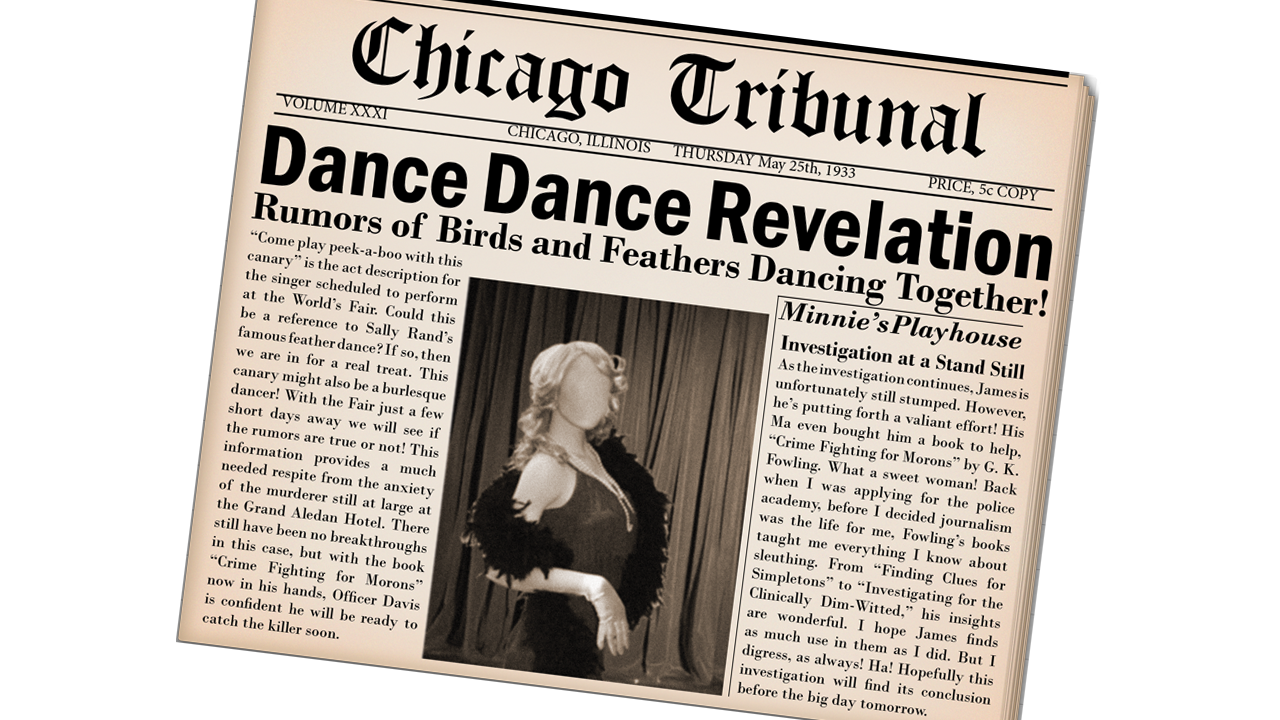 Chicago Tribunal
VOLUME XXXI
CHICAGO, ILLINOIS THURSDAY May 25th, 1933
PRICE, 5c COPY
Dance Dance Revelation
Rumors of Birds and Feathers Dancing Together!
“Come play peek-a-boo with this
canary” is the act description for
the singer scheduled to perform
at the World’s Fair. Could this
be a reference to Sally Rand’s
famous feather dance? If so, then
we are in for a real treat. This
canary might also be a burlesque
dancer! With the Fair just a few
short days away we will see if
the rumors are true or not! This
information provides a much
needed respite from the anxiety
of the murderer still at large at
the Grand Aledan Hotel. There
still have been no breakthroughs
in this case, but with the book
“Crime Fighting for Morons”
now in his hands, Officer Davis
is confident he will be ready to
catch the killer soon.
Minnie’s Playhouse
Investigation at a Stand Still
As the investigation continues, James is
unfortunately still stumped. However,
he’s putting forth a valiant effort! His
Ma even bought him a book to help,
“Crime Fighting for Morons” by G. K.
Fowling. What a sweet woman! Back
when I was applying for the police
academy, before I decided journalism
was the life for me, Fowling’s books
taught me everything I know about
sleuthing. From “Finding Clues for
Simpletons” to “Investigating for the
Clinically Dim-Witted,” his insights
are wonderful. I hope James finds
as much use in them as I did. But I
digress, as always! Ha! Hopefully this
investigation will find its conclusion
before the big day tomorrow.